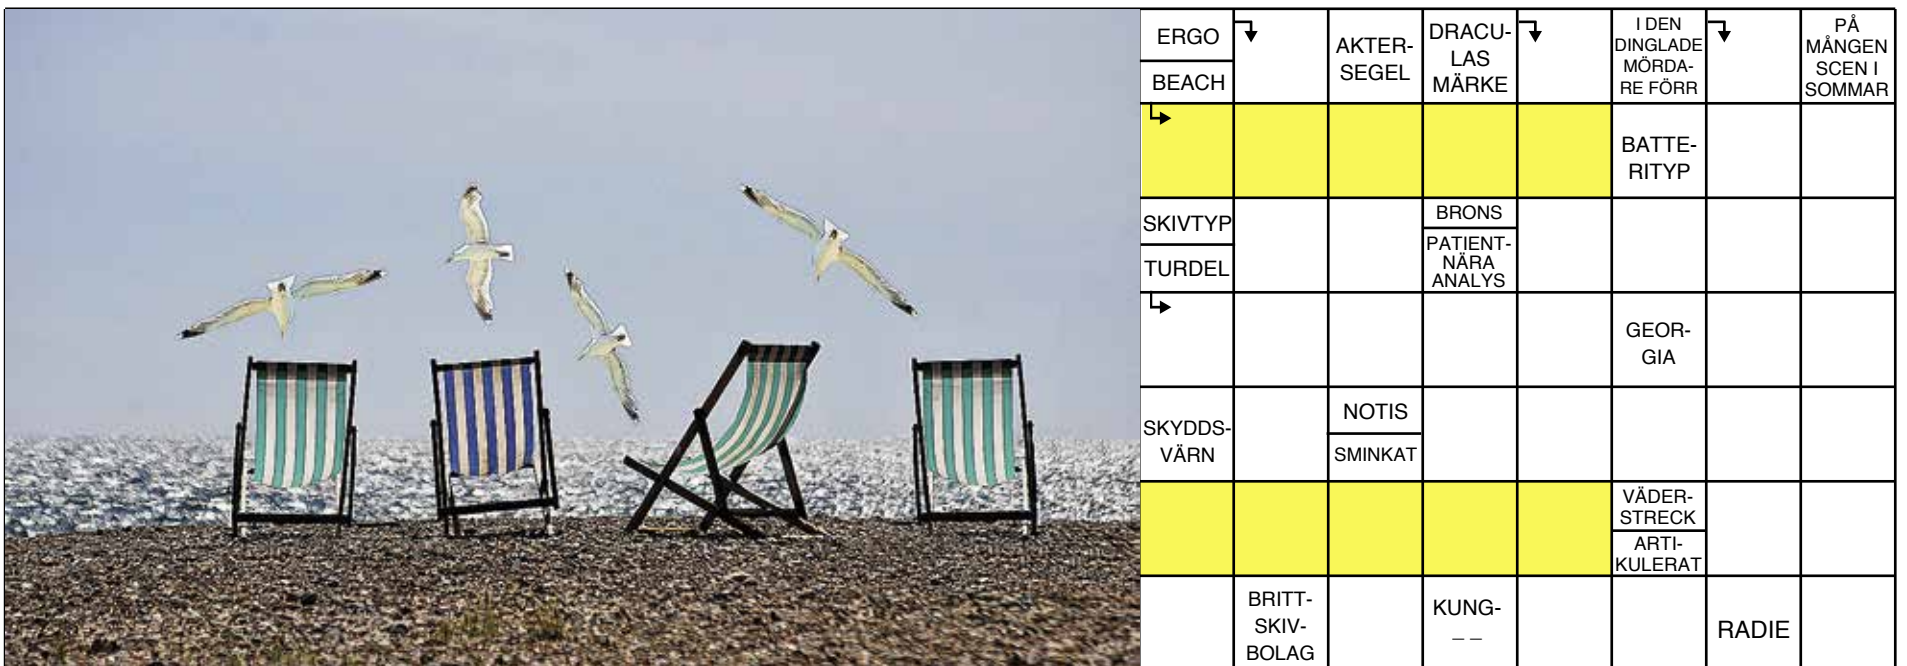 ERGO
BEACH
AKTER-
SEGEL
DRACU-
LAS
MÄRKE
I DEN
DINGLADE
MÖRDA-
RE FÖRR
PÅ
MÅNGEN
SCEN I
SOMMAR
BATTE-
RITYP
SKIVTYP
TURDEL
BRONS
PATIENT-
NÄRA
ANALYS
GEOR-
GIA
SKYDDS-
VÄRN
NOTIS
SMINKAT
VÄDER-
STRECK
ARTI-
KULERAT
BRITT-
SKIV-
BOLAG
KUNG-
_ _
RADIE